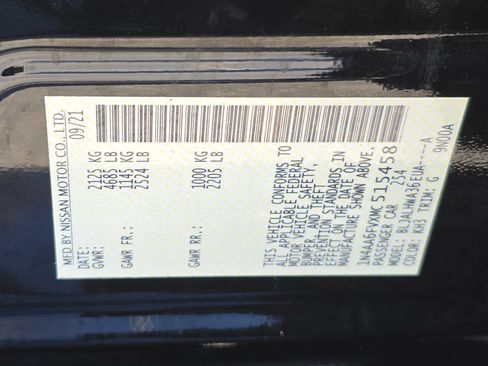 MFD BY NISSAN MOTOR CO., LTD.
DATE: 09/21
GVWR: 2125 KG
4685 LB
GAWR FR: 1145 KG
2524 LB
GAWR RR: 1000 KG
2205 LB
THIS VEHICLE CONFORMS TO
ALL APPLICABLE FEDERAL
MOTOR VEHICLE SAFETY,
BUMPER, AND THEFT
PREVENTION STANDARDS IN
EFFECT ON THE DATE OF
MANUFACTURE SHOWN ABOVE.
1N4AA6FVXMC515458
PASSENGER CAR 234
MODEL: BLJALHWA36EUA----A
COLOR: KH3 TRIM: G 9N00A